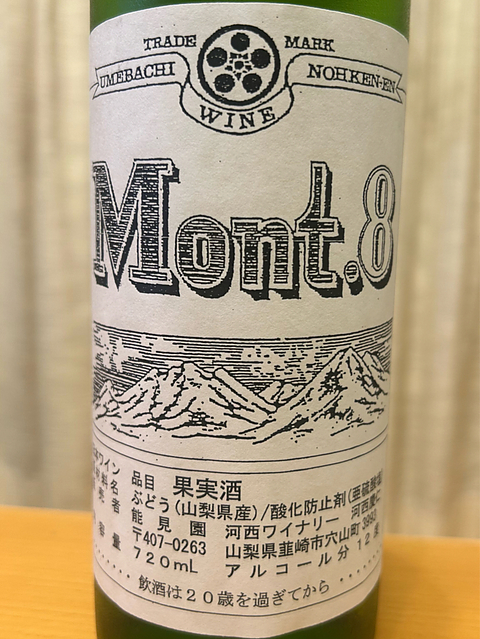 TRADE MARK
UMEBACHI NOHKEN-EN
WINE
Mont.8
ワイン 品目 果実酒
料名 ぶどう(山梨県産)/酸化防止剤(亜硫酸塩)
者 能見園 河西ワイナリー 河西
〒407-0263 山梨県韮崎市穴山町3993
容量 720mL アルコール分12
飲酒は20歳を過ぎてから